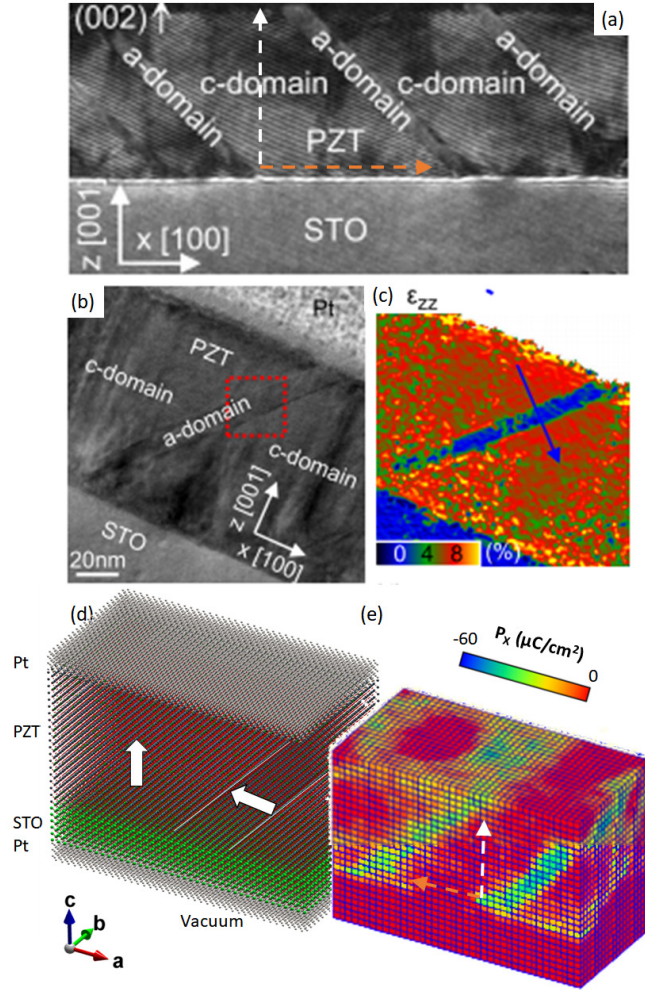 (002)
(a)
a-domain
c-domain
a-domain
c-domain
a-domain
PZT
z [001]
x [100]
STO
(b)
Pt
PZT
c-domain
a-domain
c-domain
z [001]
x [100]
STO
20nm
(c)
εzz
0 4 8 (%)
(d)
Pt
PZT
STO
Pt
Vacuum
c
b
a
(e)
Px (μC/cm²)
-60
0